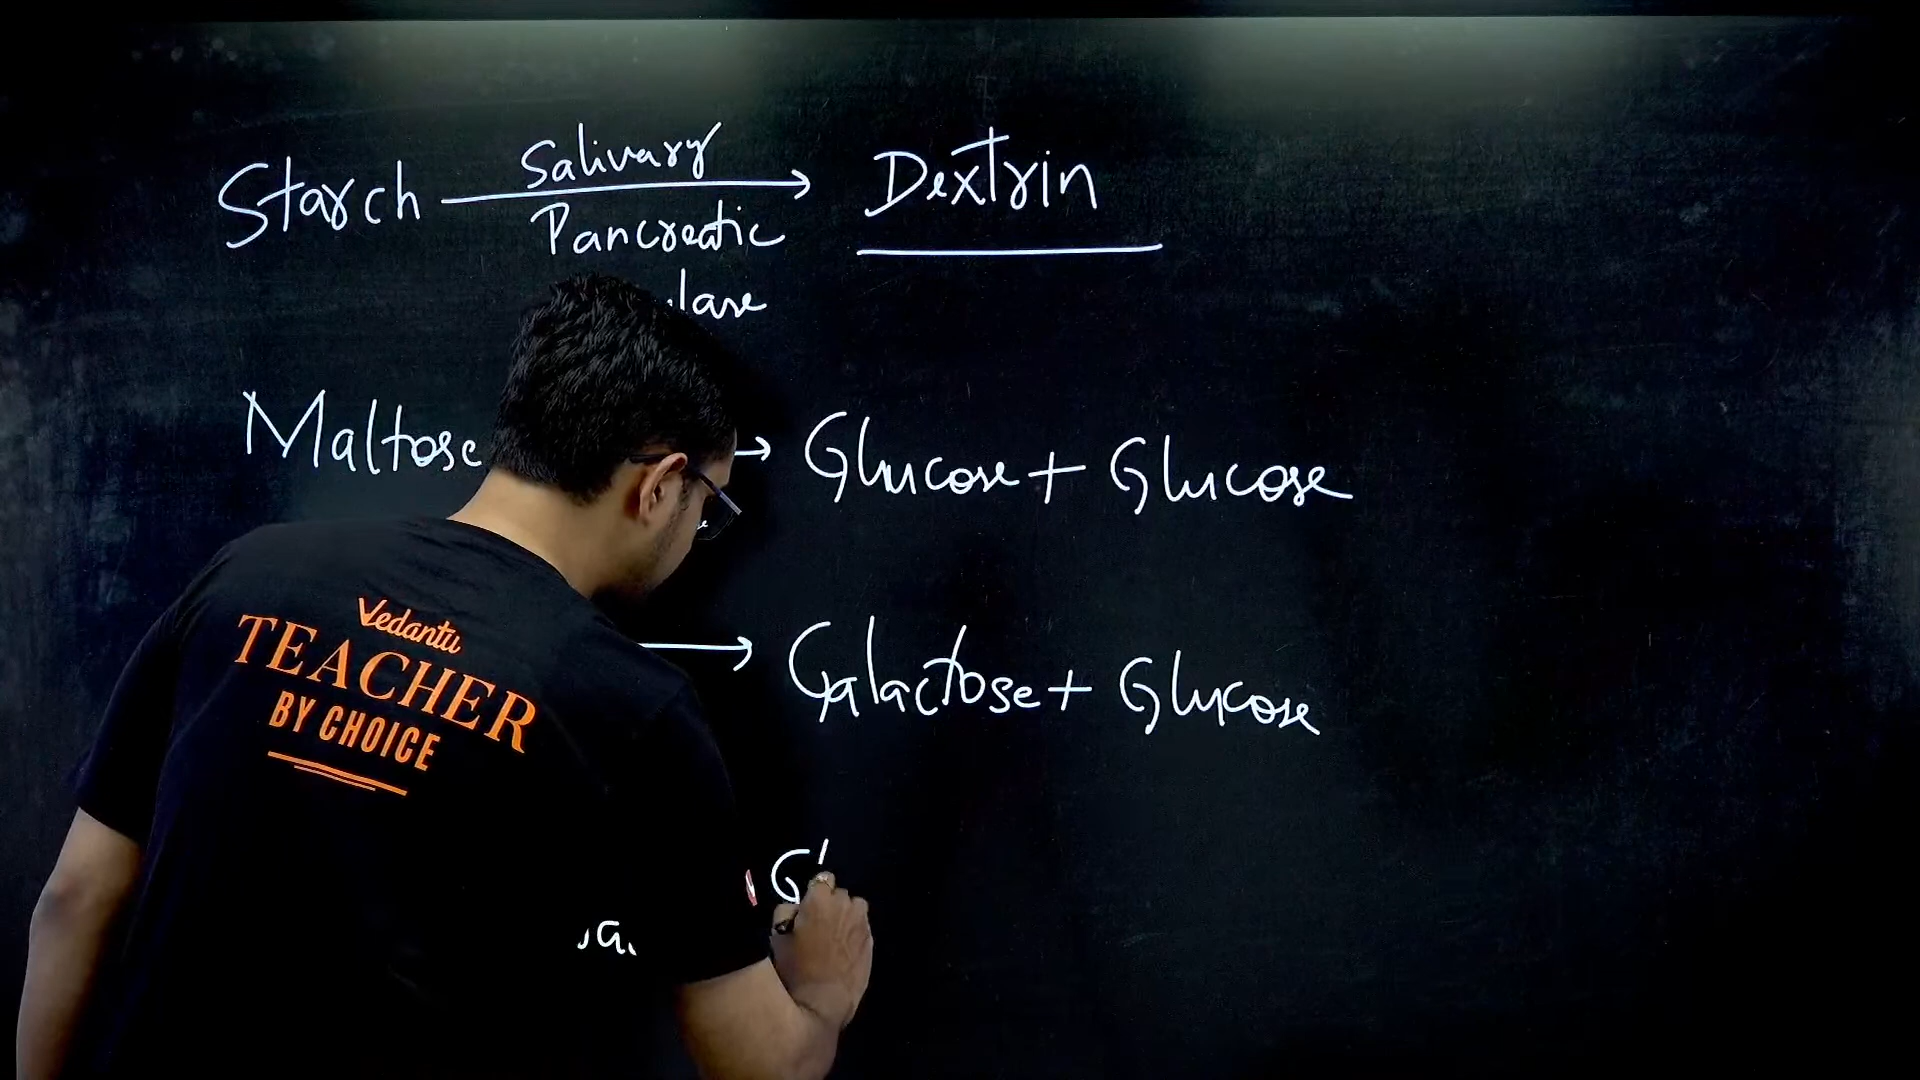 Salivary
Starch → Dextrin
Pancreatic
Maltose → Glucose + Glucose
→ Galactose + Glucose
Vedantu
TEACHER
BY CHOICE